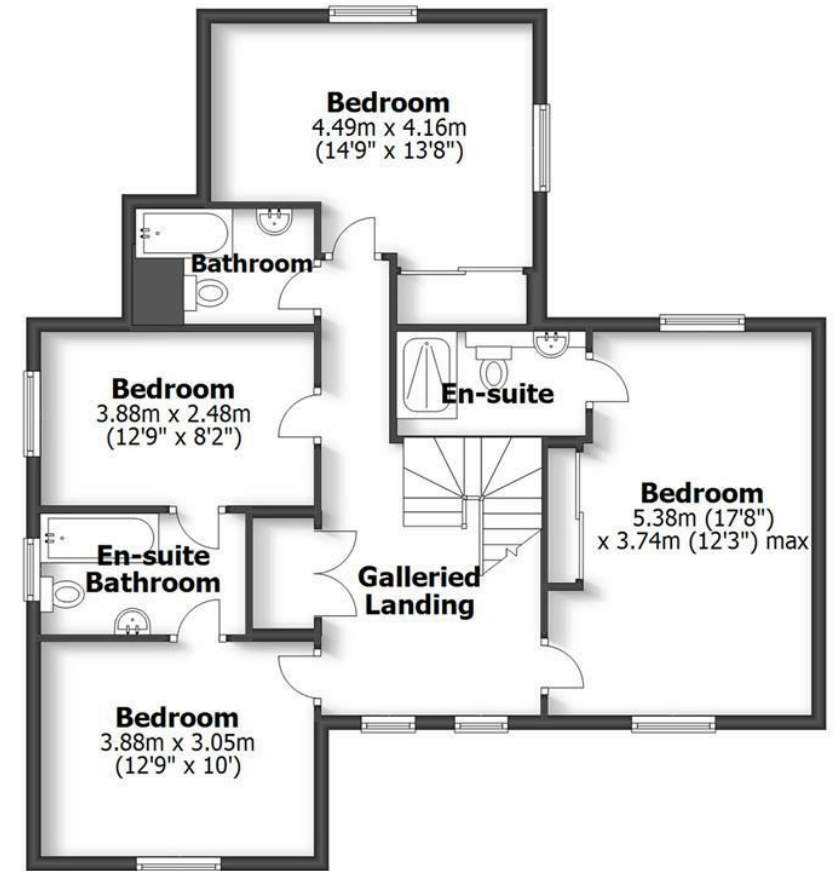 Bedroom
4.49m x 4.16m
(14'9" x 13'8")
Bathroom
Bedroom
3.88m x 2.48m
(12'9" x 8'2")
En-suite
Bedroom
5.38m (17'8")
x 3.74m (12'3") max
En-suite
Bathroom
Galleried
Landing
Bedroom
3.88m x 3.05m
(12'9" x 10')